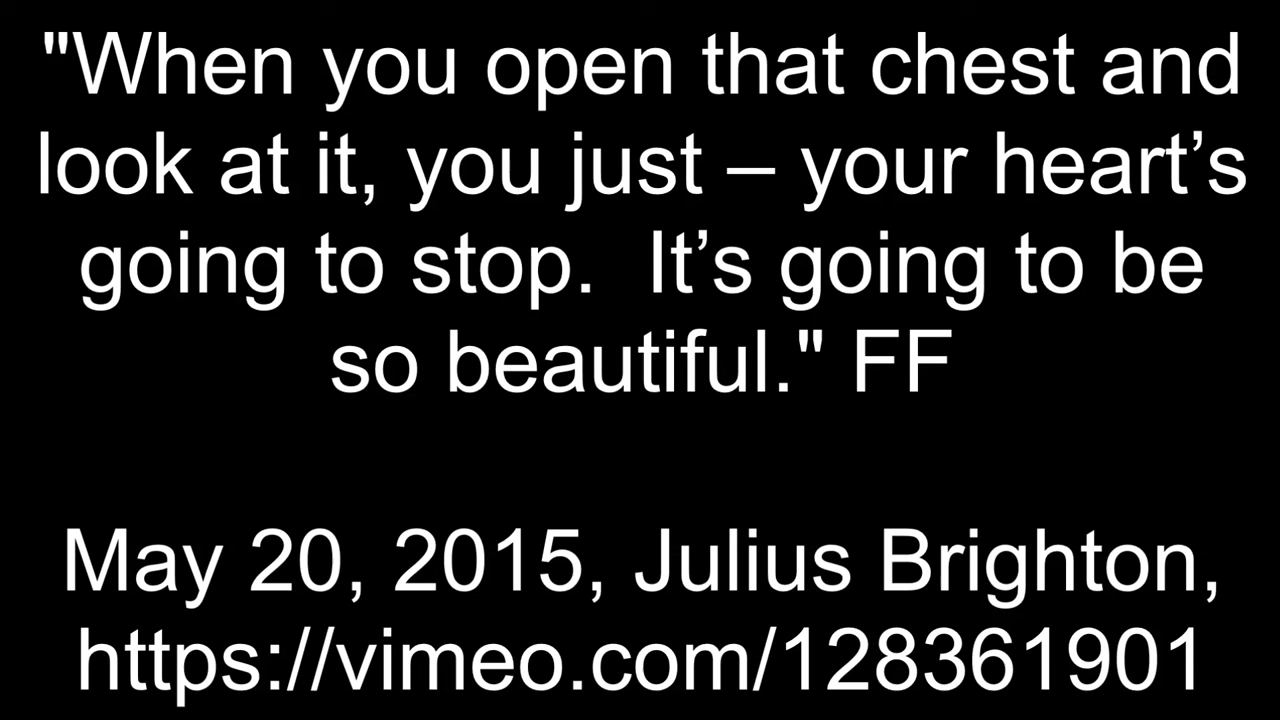 "When you open that chest and
look at it, you just – your heart’s
going to stop.  It’s going to be
so beautiful." FF
May 20, 2015, Julius Brighton,
https://vimeo.com/128361901